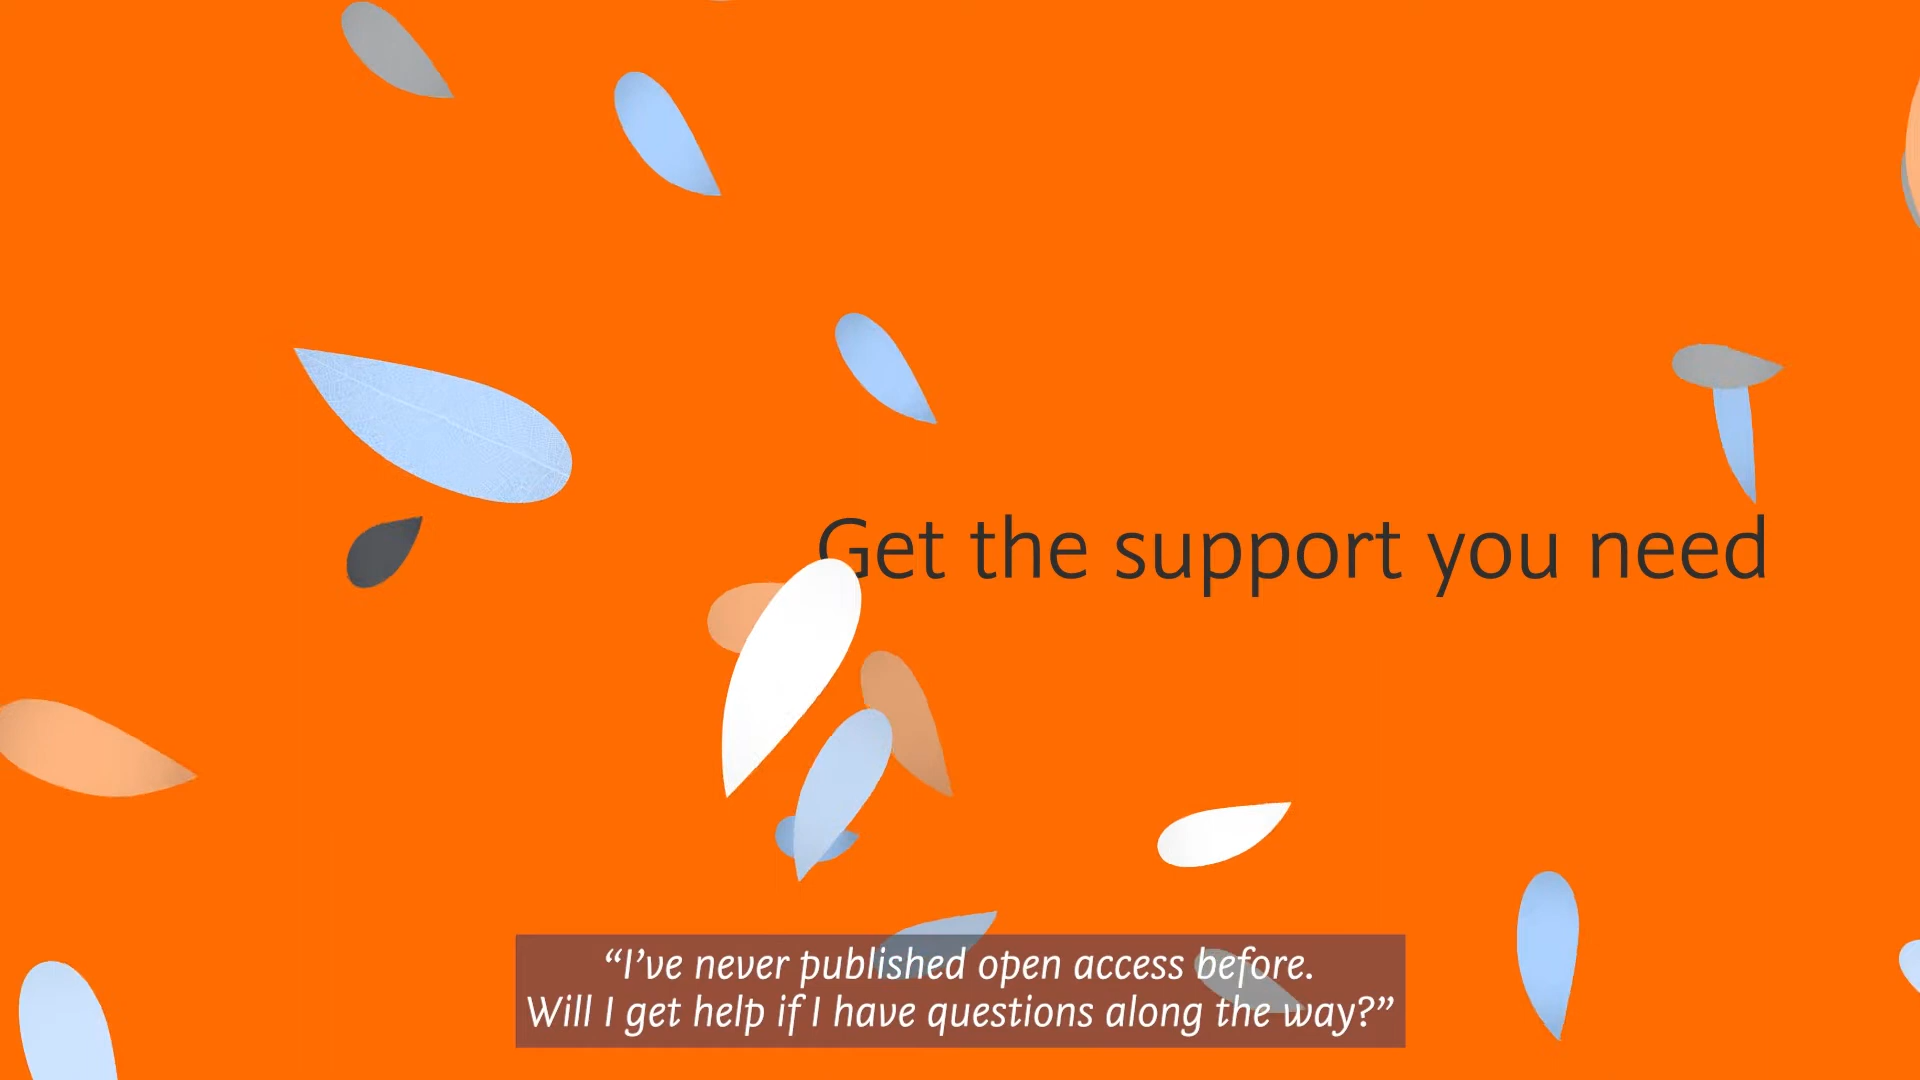 Get the support you need
“I’ve never published open access before.
Will I get help if I have questions along the way?”